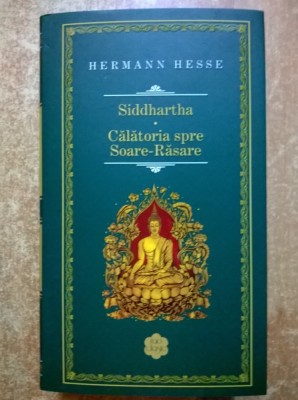 HERMANN HESSE
Siddhartha
Călătoria spre
Soare-Răsare